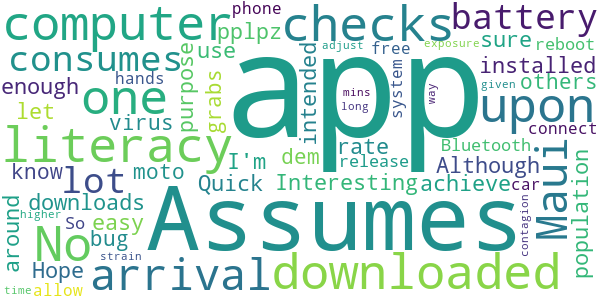 computer
checks
phone
battery
consumes
pplpz
use
adjust
free
exposure
sure
reboot
enough
hands
grabs
purpose
app
mins
long
system
way
given
installed
others
let
one
virus
intended
upon
connect
literacy
I'm
dem
rate
release
Bluetooth
Although
car
Maui
population
know
lot
moto
Quick
Interesting
achieve
contagion
around
downloads
So
easy
bug
Assumes
higher
No
strain
Hope
arrival
downloaded
time
allow